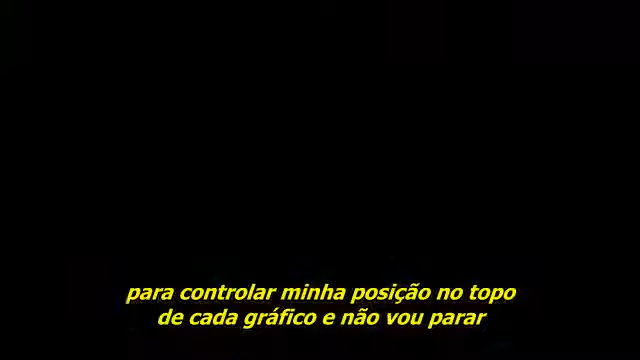 para controlar minha posição no topo
de cada gráfico e não vou parar